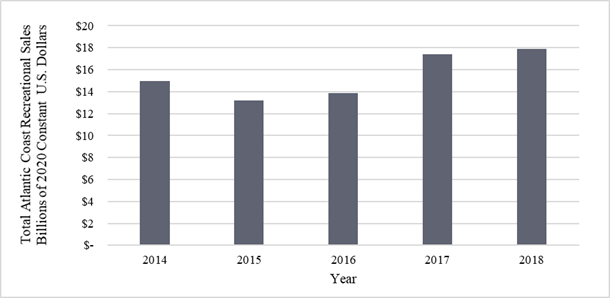 Total Atlantic Coast Recreational Sales
Billions of 2020 Constant U.S. Dollars
$20
$18
$16
$14
$12
$10
$8
$6
$4
$2
$-
2014 2015 2016 2017 2018
Year